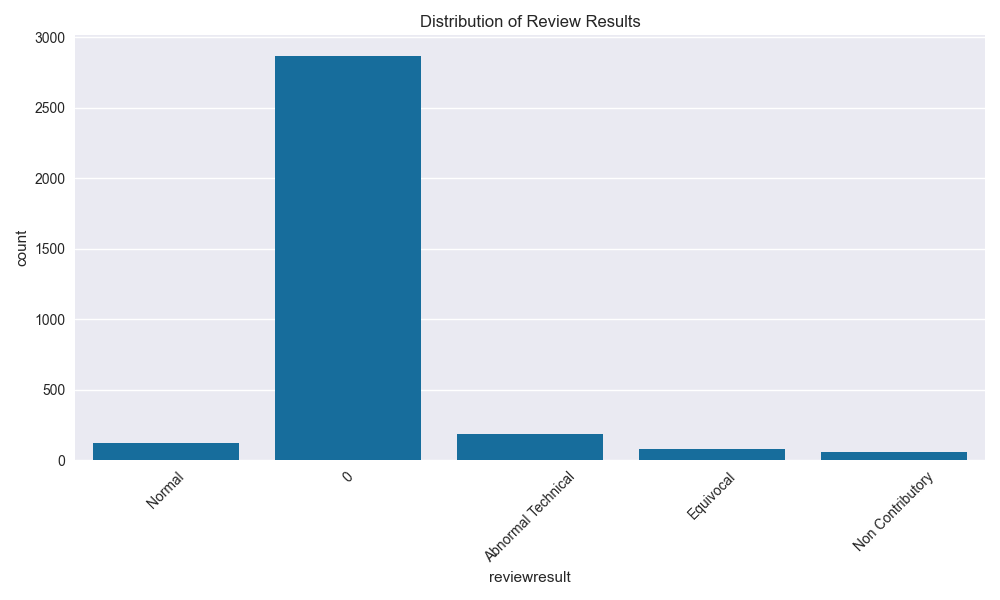 Distribution of Review Results
3000
2500
2000
1500
1000
500
0
count
Normal
0
Abnormal Technical
Equivocal
Non Contributory
reviewresult